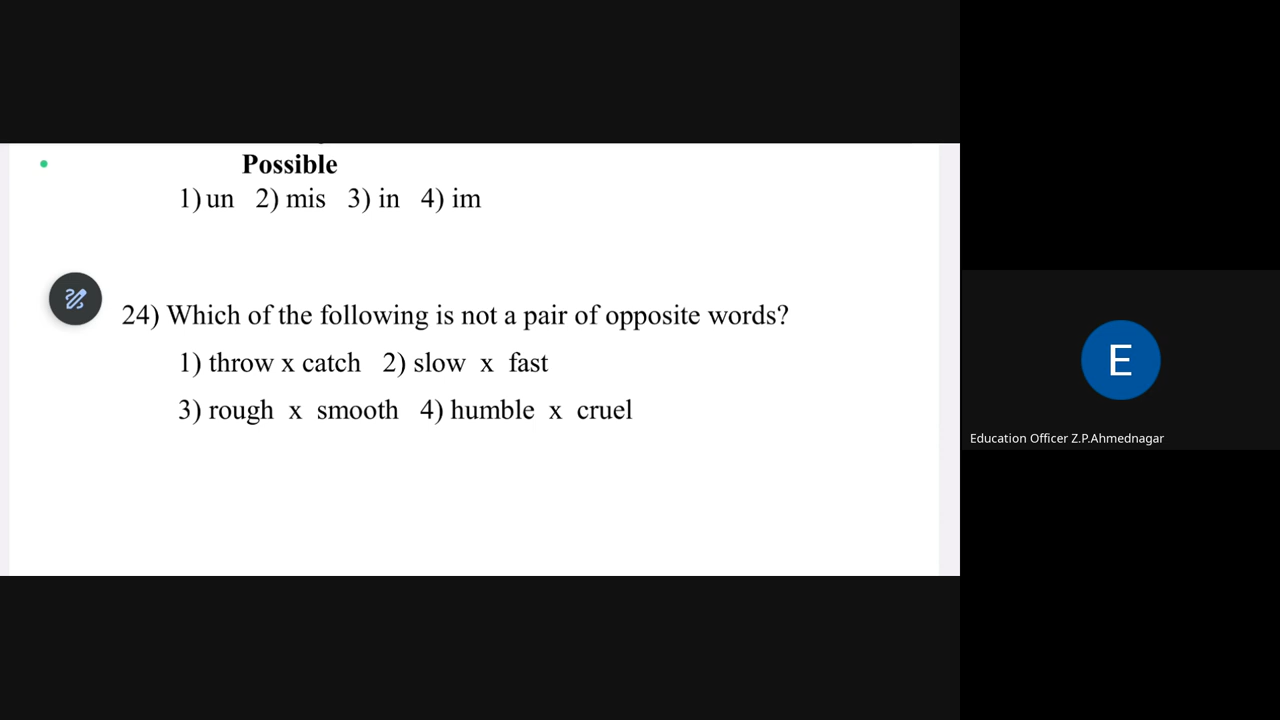 Possible
1) un 2) mis 3) in 4) im
24) Which of the following is not a pair of opposite words?
1) throw x catch 2) slow x fast
3) rough x smooth 4) humble x cruel
E
Education Officer Z.P.Ahmednagar